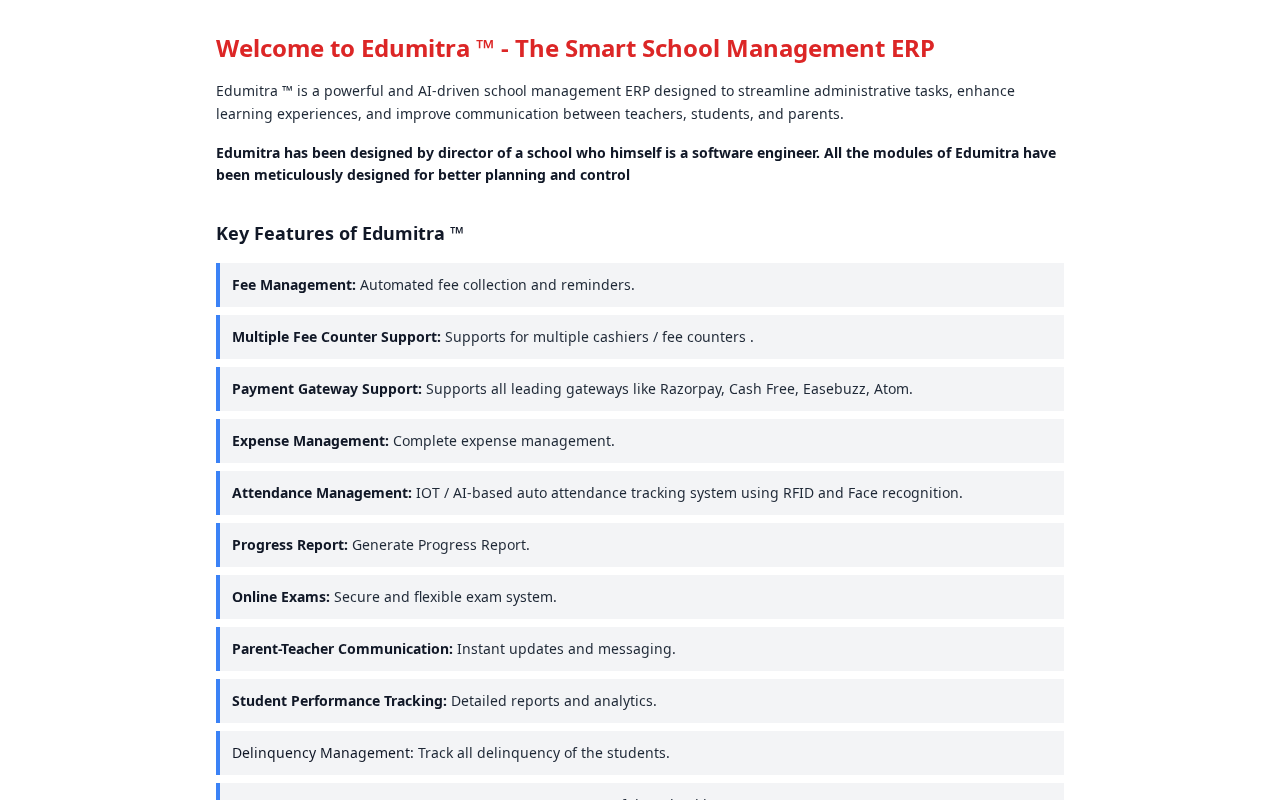 Welcome to Edumitra ™ - The Smart School Management ERP
Edumitra ™ is a powerful and AI-driven school management ERP designed to streamline administrative tasks, enhance
learning experiences, and improve communication between teachers, students, and parents.
Edumitra has been designed by director of a school who himself is a software engineer. All the modules of Edumitra have
been meticulously designed for better planning and control
Key Features of Edumitra ™
Fee Management: Automated fee collection and reminders.
Multiple Fee Counter Support: Supports for multiple cashiers / fee counters .
Payment Gateway Support: Supports all leading gateways like Razorpay, Cash Free, Easebuzz, Atom.
Expense Management: Complete expense management.
Attendance Management: IOT / AI-based auto attendance tracking system using RFID and Face recognition.
Progress Report: Generate Progress Report.
Online Exams: Secure and flexible exam system.
Parent-Teacher Communication: Instant updates and messaging.
Student Performance Tracking: Detailed reports and analytics.
Delinquency Management: Track all delinquency of the students.